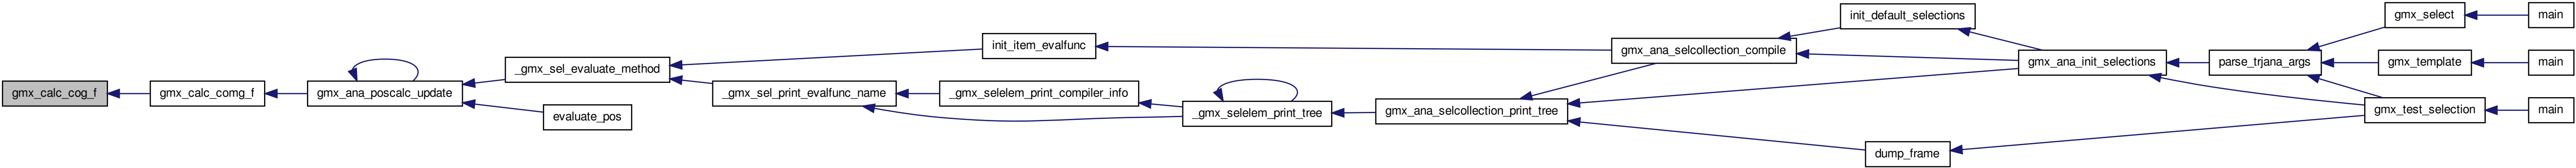 gmx_calc_cog_f
gmx_calc_comg_f
gmx_ana_poscalc_update
_gmx_sel_evaluate_method
evaluate_pos
init_item_evalfunc
_gmx_sel_print_evalfunc_name
_gmx_selelem_print_compiler_info
_gmx_selelem_print_tree
gmx_ana_selcollection_compile
gmx_ana_selcollection_print_tree
init_default_selections
gmx_ana_init_selections
dump_frame
parse_trjana_args
gmx_select
gmx_template
gmx_test_selection
main
main
main